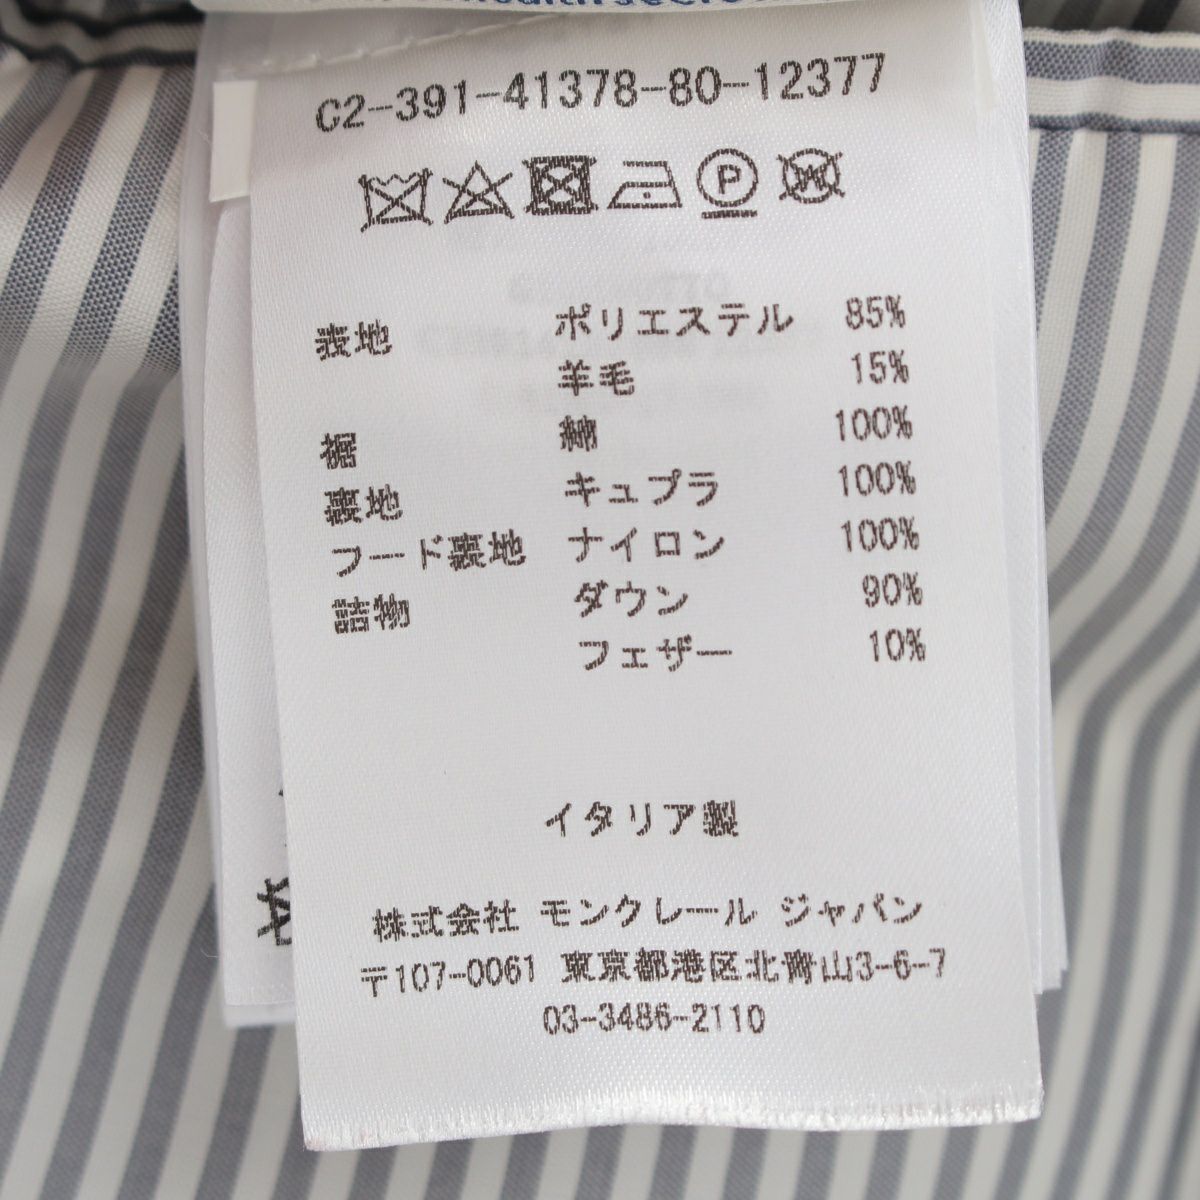 C2-391-41378-80-12377
P W
表地 ポリエステル 85%
羊毛 15%
裾 綿 100%
裏地 キュプラ 100%
フード裏地 ナイロン 100%
詰物 ダウン 90%
フェザー 10%
イタリア製
株式会社 モンクレール ジャパン
〒107-0061 東京都港区北青山3-6-7
03-3486-2110